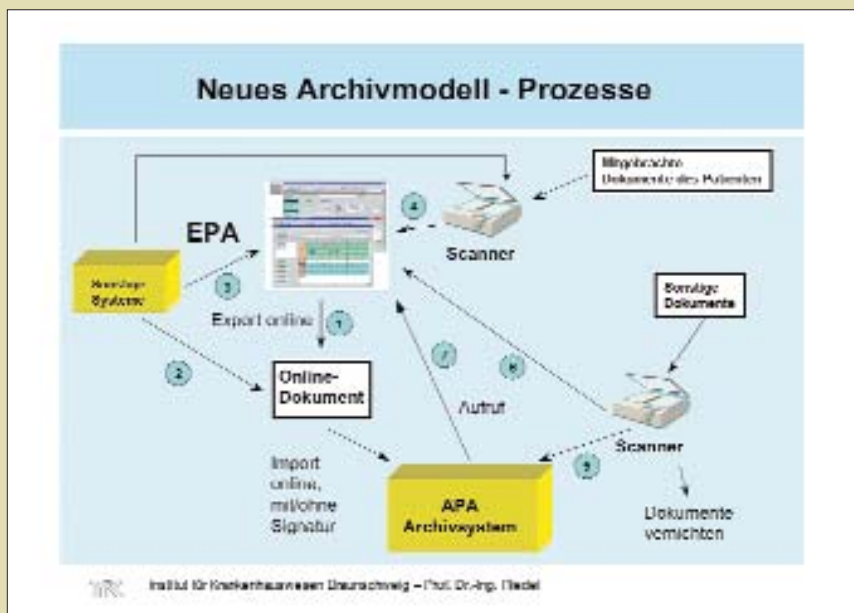 Neues Archivmodell - Prozesse
Mitgebrachte
Dokumente des Patienten
4
EPA
Scanner
Sonstige
Systeme
3
Sonstige
Dokumente
Export online
1
2
7
Online-
Dokument
Aufruf
Scanner
Import
online,
mit/ohne
Signatur
APA
Archivsystem
Dokumente
vernichten
Institut für Krankenhauswesen Braunschweig – Prof. Dr.-Ing. Riedel